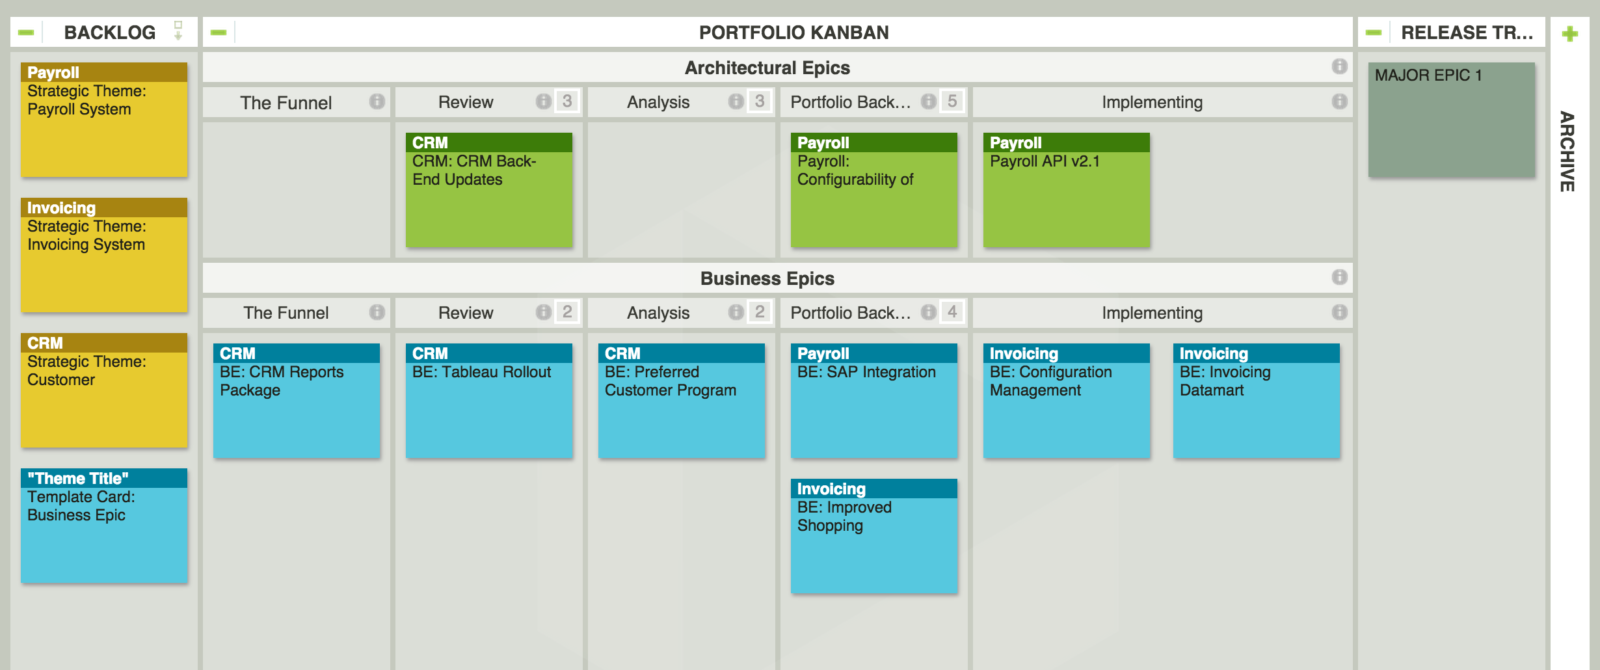 BACKLOG
PORTFOLIO KANBAN
RELEASE TR...
ARCHIVE
Payroll
Strategic Theme:
Payroll System
Invoicing
Strategic Theme:
Invoicing System
CRM
Strategic Theme:
Customer
"Theme Title"
Template Card:
Business Epic
Architectural Epics
The Funnel
Review 3
Analysis 3
Portfolio Back... 5
Implementing
CRM
CRM: CRM Back-
End Updates
Payroll
Payroll:
Configurability of
Payroll
Payroll API v2.1
Business Epics
The Funnel
Review 2
Analysis 2
Portfolio Back... 4
Implementing
CRM
BE: CRM Reports
Package
CRM
BE: Tableau Rollout
CRM
BE: Preferred
Customer Program
Payroll
BE: SAP Integration
Invoicing
BE: Improved
Shopping
Invoicing
BE: Configuration
Management
Invoicing
BE: Invoicing
Datamart
MAJOR EPIC 1